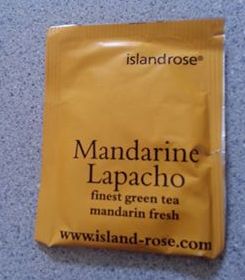 islandrose®
Mandarine
Lapacho
finest green tea
mandarin fresh
www.island-rose.com